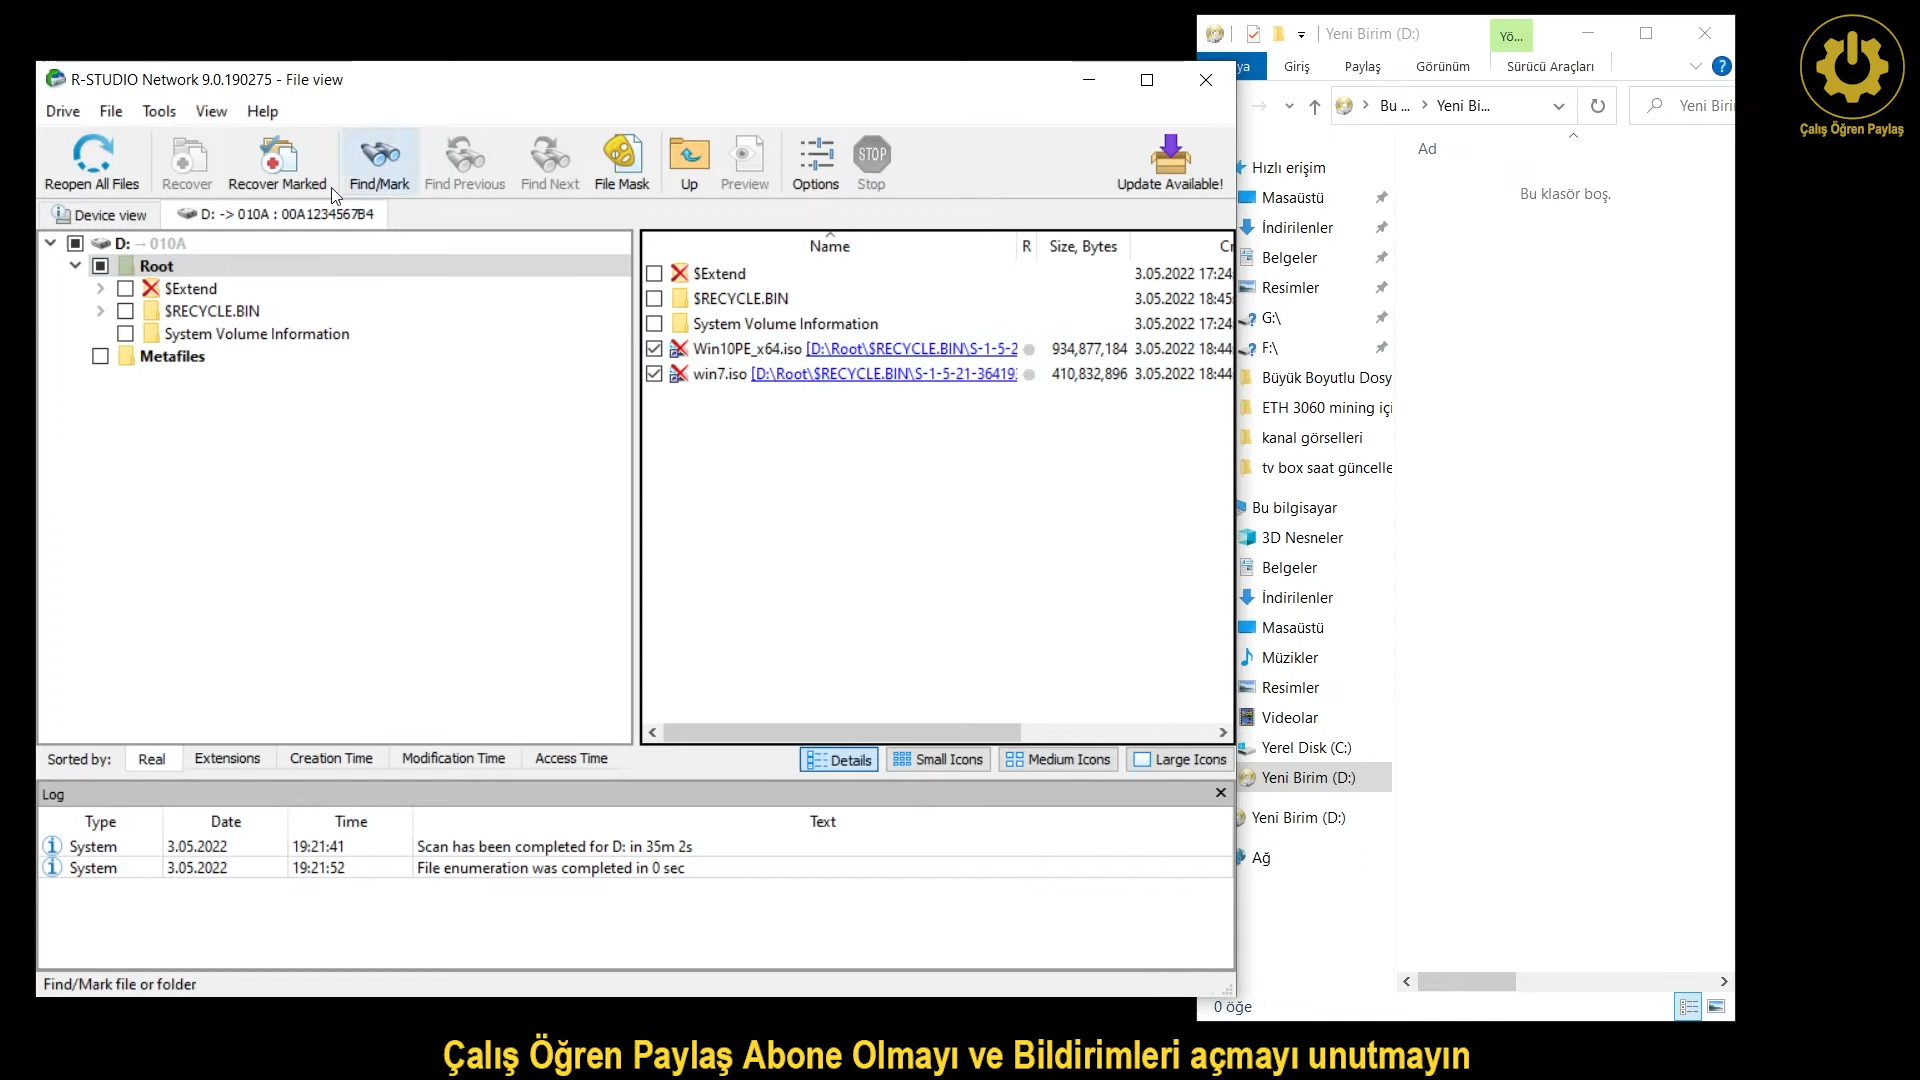 R-STUDIO Network 9.0.190275 - File view
Drive File Tools View Help
Reopen All Files Recover Recover Marked Find/Mark Find Previous Find Next File Mask Up Preview Options STOP Stop Update Available!
Device view D: -> 010A : 00A1234567B4
D: – 010A
Root
$Extend
$RECYCLE.BIN
System Volume Information
Metafiles
Name R Size, Bytes Cr
$Extend 3.05.2022 17:24:
$RECYCLE.BIN 3.05.2022 18:45:
System Volume Information 3.05.2022 17:24:
Win10PE_x64.iso [D:\Root\$RECYCLE.BIN\S-1-5-2 934,877,184 3.05.2022 18:44:
win7.iso [D:\Root\$RECYCLE.BIN\S-1-5-21-364193 410,832,896 3.05.2022 18:44:
Sorted by: Real Extensions Creation Time Modification Time Access Time Details Small Icons Medium Icons Large Icons
Log
Type Date Time Text
System 3.05.2022 19:21:41 Scan has been completed for D: in 35m 2s
System 3.05.2022 19:21:52 File enumeration was completed in 0 sec
Find/Mark file or folder
Yö... Yeni Birim (D:)
ya Giriş Paylaş Görünüm Sürücü Araçları
Bu ... Yeni Bi... Yeni Biri
Hızlı erişim
Masaüstü
İndirilenler
Belgeler
Resimler
G:\
F:\
Büyük Boyutlu Dosy
ETH 3060 mining içi
kanal görselleri
tv box saat güncelle
Bu bilgisayar
3D Nesneler
Belgeler
İndirilenler
Masaüstü
Müzikler
Resimler
Videolar
Yerel Disk (C:)
Yeni Birim (D:)
Yeni Birim (D:)
Ağ
Ad
Bu klasör boş.
0 öğe
Çalış Öğren Paylaş
Çalış Öğren Paylaş Abone Olmayı ve Bildirimleri açmayı unutmayın